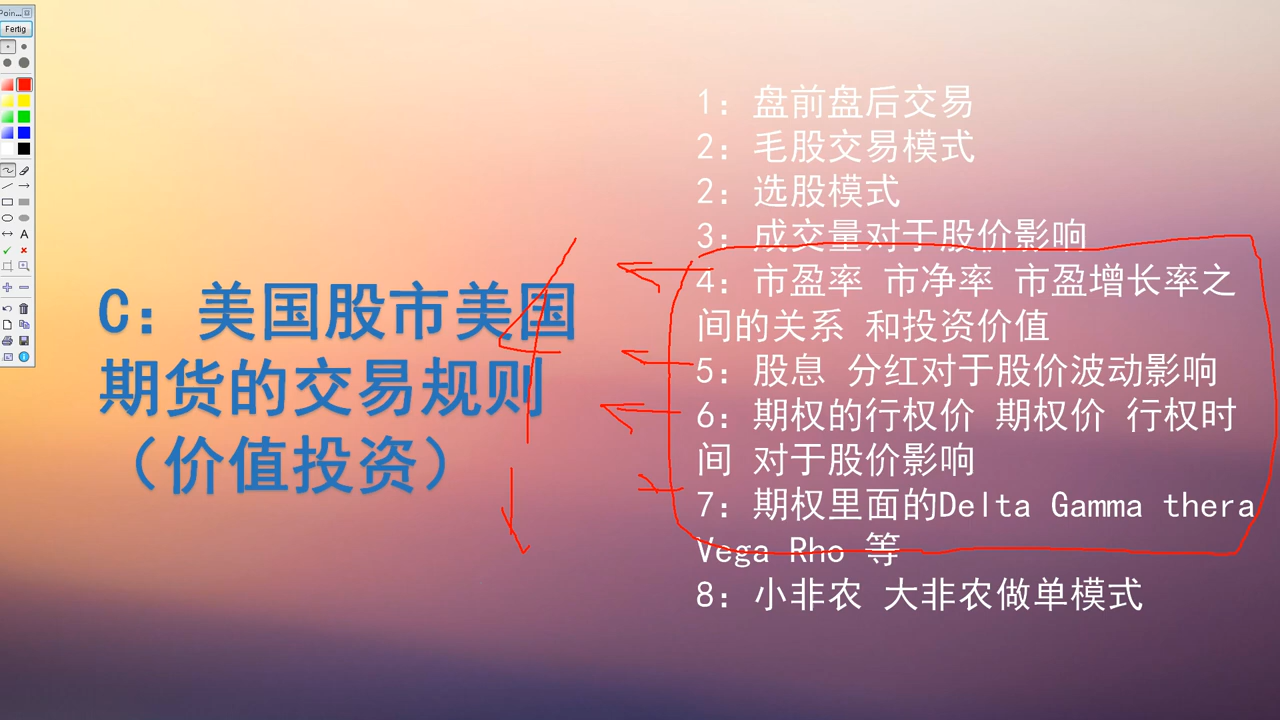 Poin...
Fertig
A
C：美国股市美国
期货的交易规则
（价值投资）
4
1：盘前盘后交易
2：毛股交易模式
2：选股模式
3：成交量对于股价影响
4：市盈率 市净率 市盈增长率之
间的关系 和投资价值
5：股息 分红对于股价波动影响
6：期权的行权价 期权价 行权时
间 对于股价影响
7：期权里面的Delta Gamma thera
Vega Rho 等
8：小非农 大非农做单模式